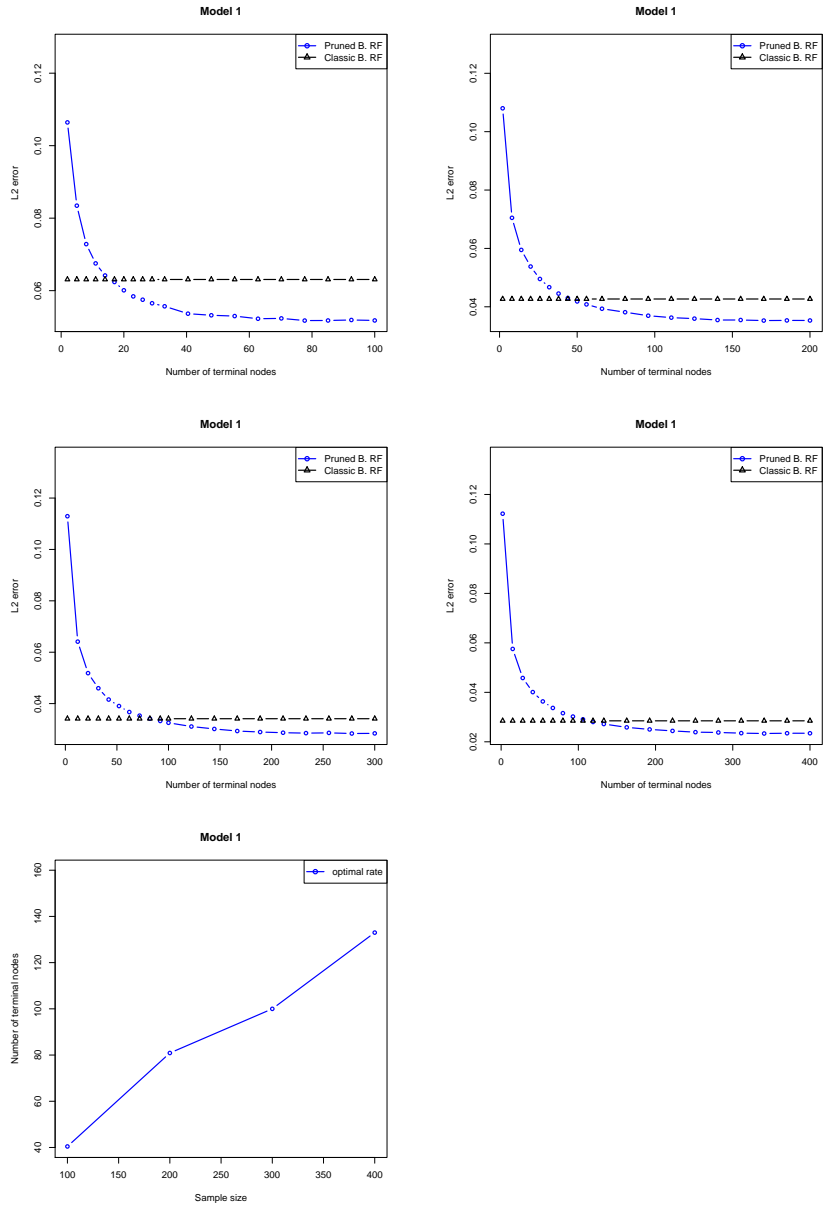 Model 1
Pruned B. RF
Classic B. RF
L2 error
0.06 0.08 0.10 0.12
0 20 40 60 80 100
Number of terminal nodes
Model 1
Pruned B. RF
Classic B. RF
L2 error
0.04 0.06 0.08 0.10 0.12
0 50 100 150 200
Number of terminal nodes
Model 1
Pruned B. RF
Classic B. RF
L2 error
0.04 0.06 0.08 0.10 0.12
0 50 100 150 200 250 300
Number of terminal nodes
Model 1
Pruned B. RF
Classic B. RF
L2 error
0.02 0.04 0.06 0.08 0.10 0.12
0 100 200 300 400
Number of terminal nodes
Model 1
optimal rate
Number of terminal nodes
40 60 80 100 120 140 160
100 150 200 250 300 350 400
Sample size